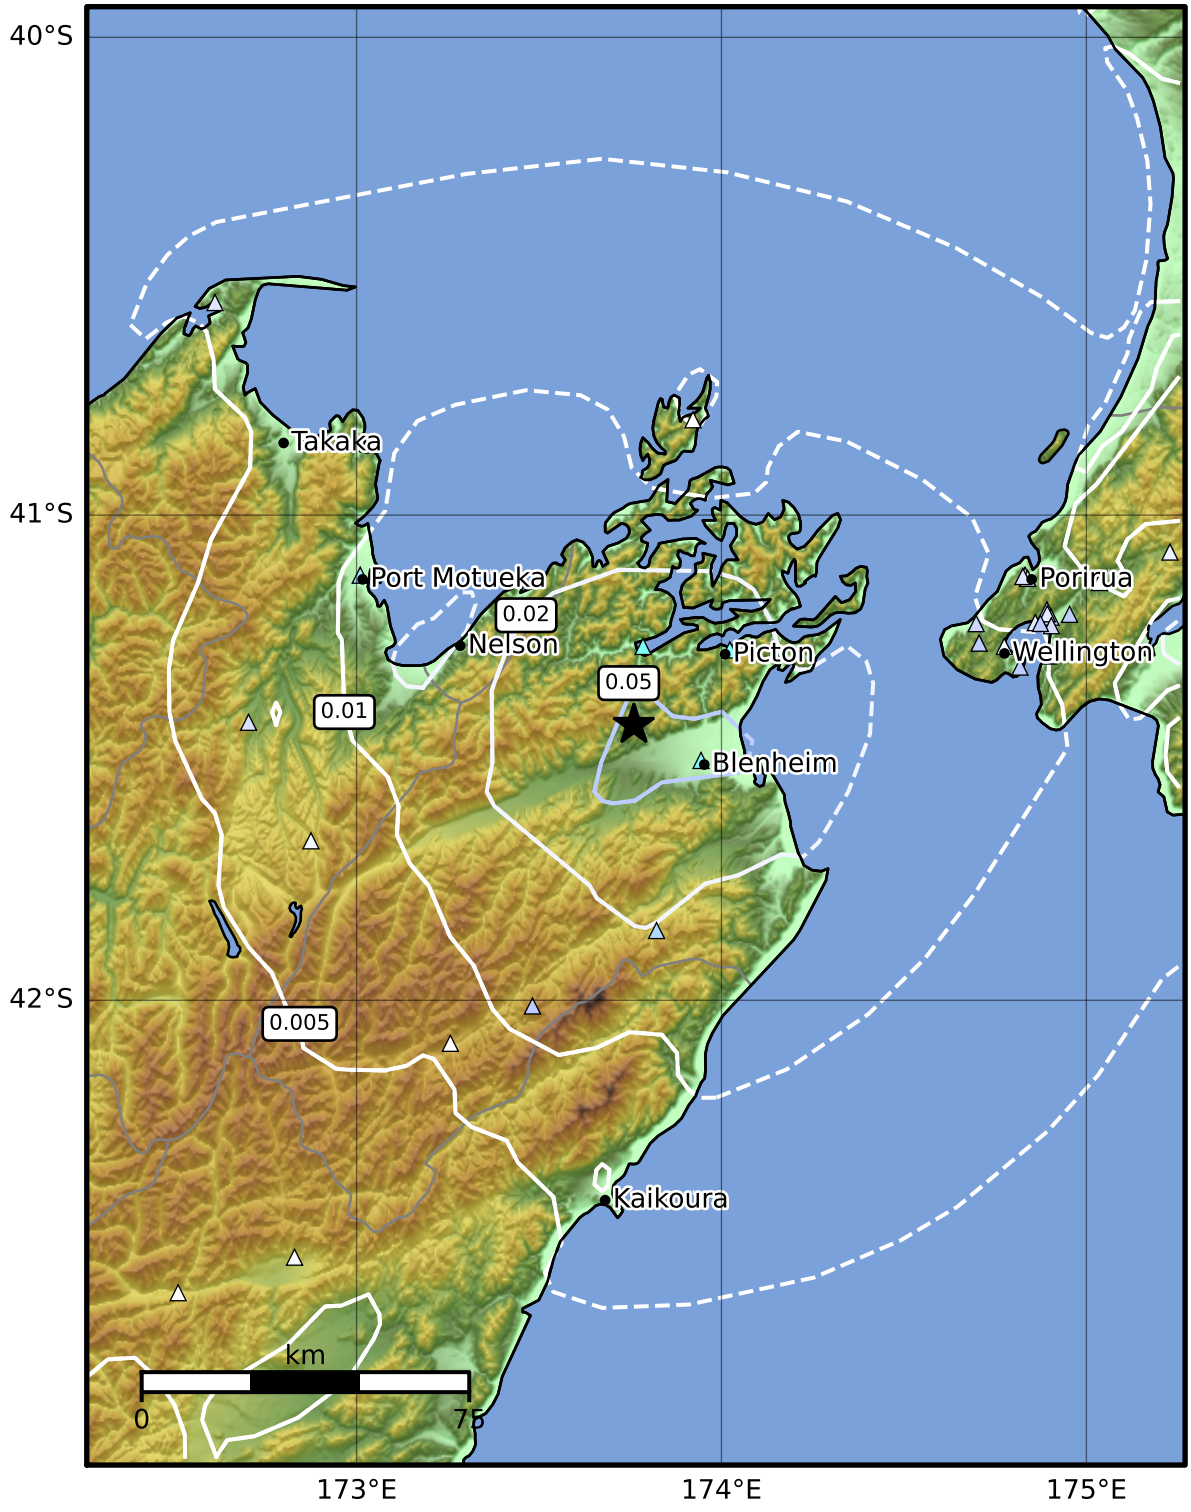 40°S
Takaka
41°S
Port Motueka
Porirua
0.02
Nelson
Picton
Wellington
0.05
0.01
Blenheim
42°S
0.005
Kaikoura
km
0
75
173°E
174°E
175°E